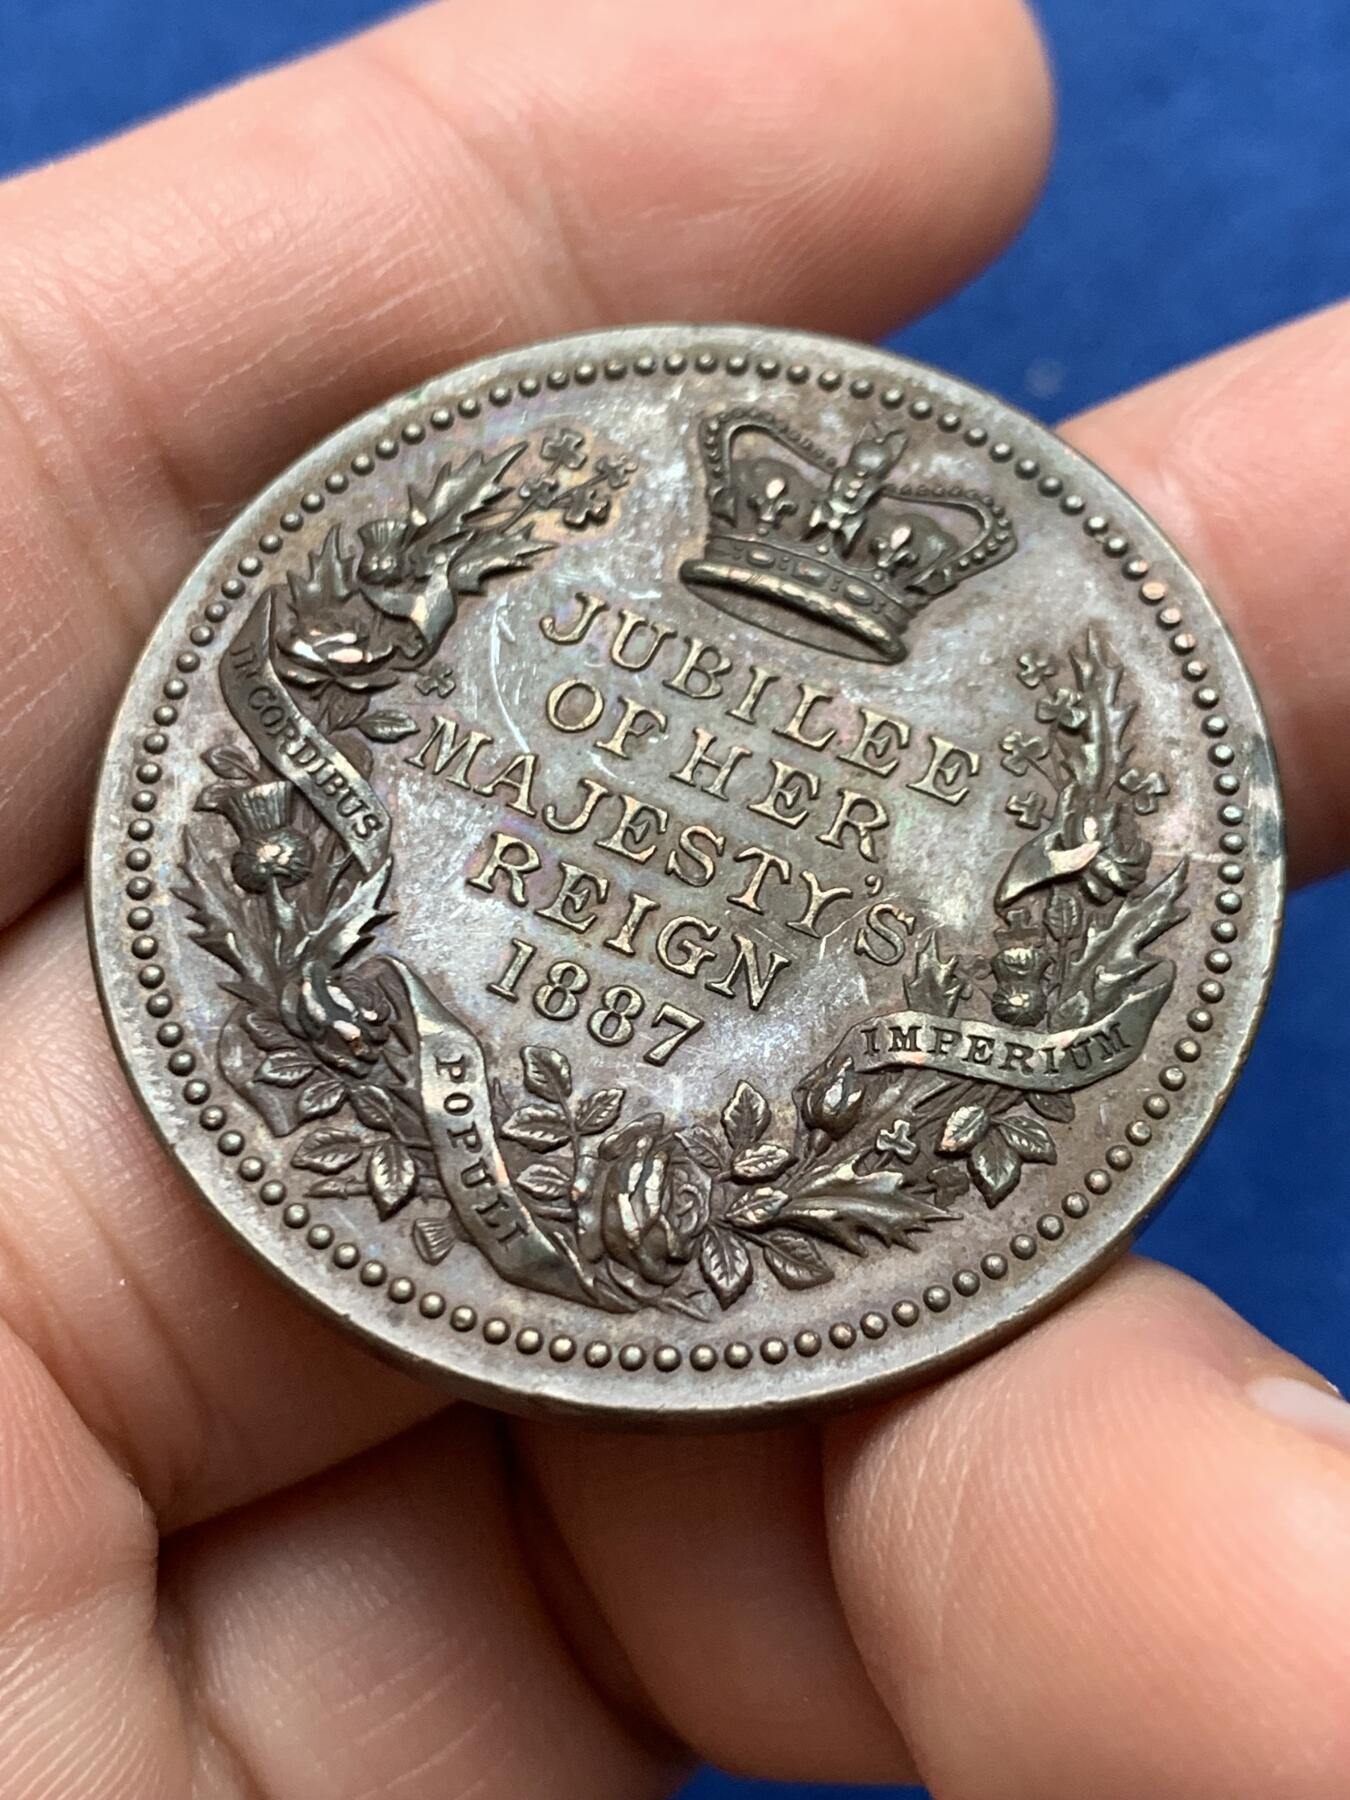 JUBILEE
OF HER
MAJESTY'S
REIGN
1887
IN CORDIBUS
POPULI
IMPERIUM